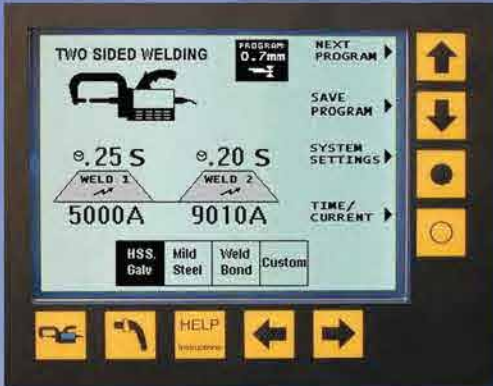 TWO SIDED WELDING
PROGRAM
0.7mm
NEXT
PROGRAM
SAVE
PROGRAM
SYSTEM
SETTINGS
TIME/
CURRENT
.25 S
.20 S
WELD 1
WELD 2
5000A
9010A
HSS.
Galv
Mild
Steel
Weld
Bond
Custom
HELP
Instructions